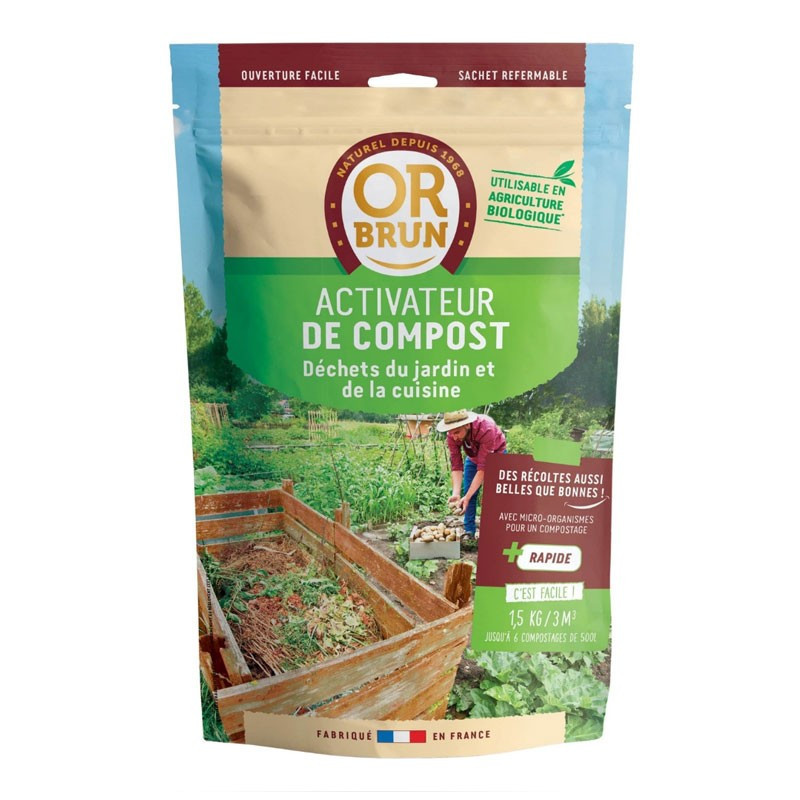 OUVERTURE FACILE
SACHET REFERMABLE
NATUREL DEPUIS 1968
OR
BRUN
UTILISABLE EN
AGRICULTURE
BIOLOGIQUE*
ACTIVATEUR
DE COMPOST
Déchets du jardin et
de la cuisine
DES RÉCOLTES AUSSI
BELLES QUE BONNES !
AVEC MICRO-ORGANISMES
POUR UN COMPOSTAGE
+ RAPIDE
C'EST FACILE !
1,5 KG / 3 M³
JUSQU'À 6 COMPOSTAGES DE 500L
FABRIQUÉ EN FRANCE